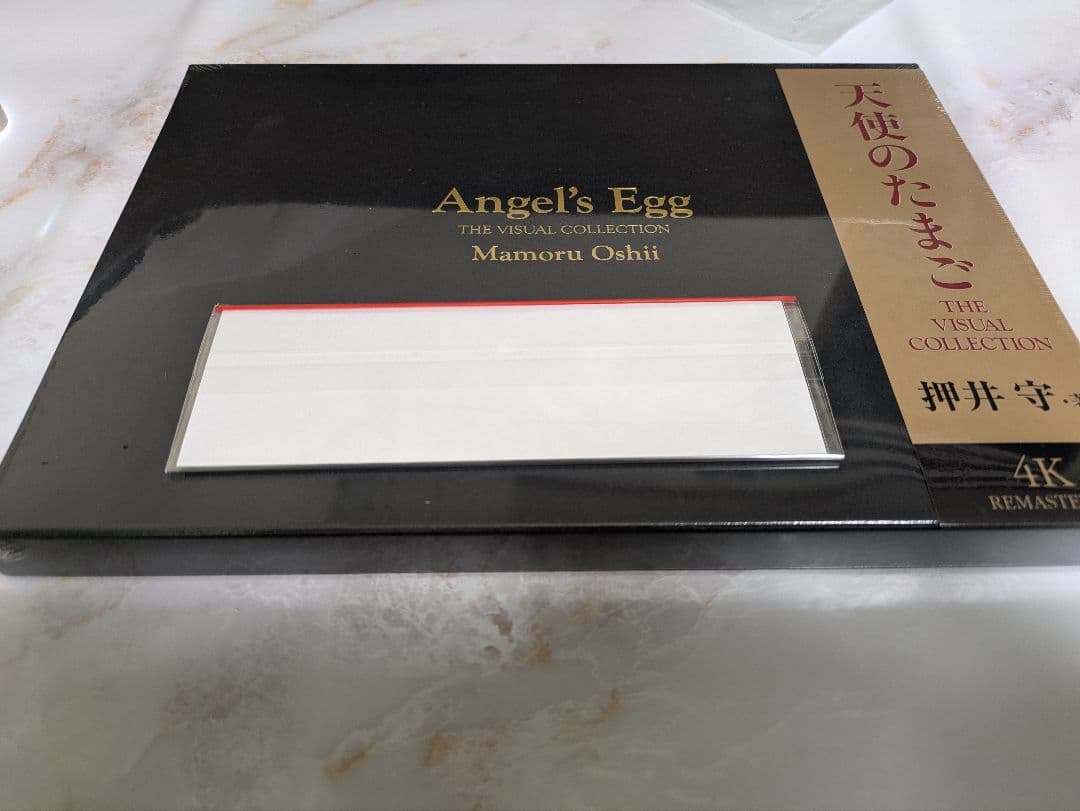 Angel's Egg
THE VISUAL COLLECTION
Mamoru Oshii
天使のたまご
THE
VISUAL
COLLECTION
押井 守・
4K
REMASTE